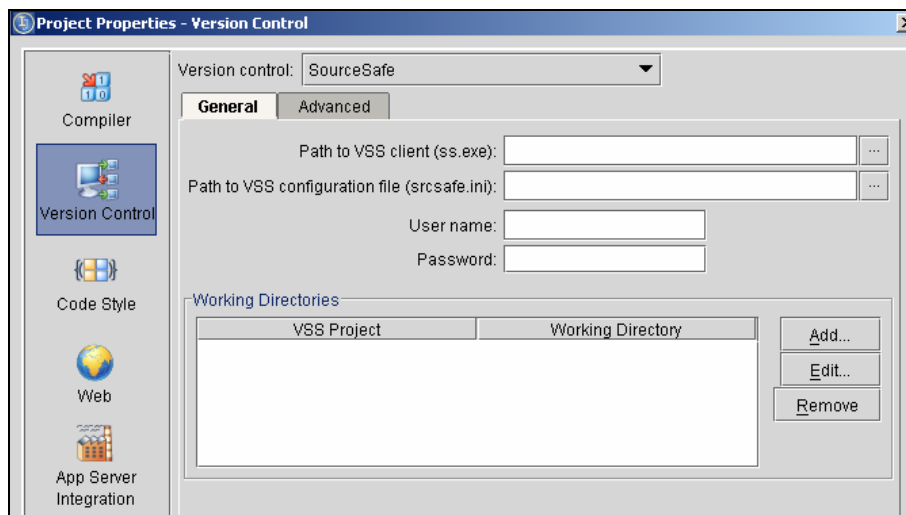 Project Properties - Version Control
Compiler
Version Control
Code Style
Web
App Server
Integration
Version control: SourceSafe
General Advanced
Path to VSS client (ss.exe): ...
Path to VSS configuration file (srcsafe.ini): ...
User name:
Password:
Working Directories
VSS Project Working Directory
Add...
Edit...
Remove